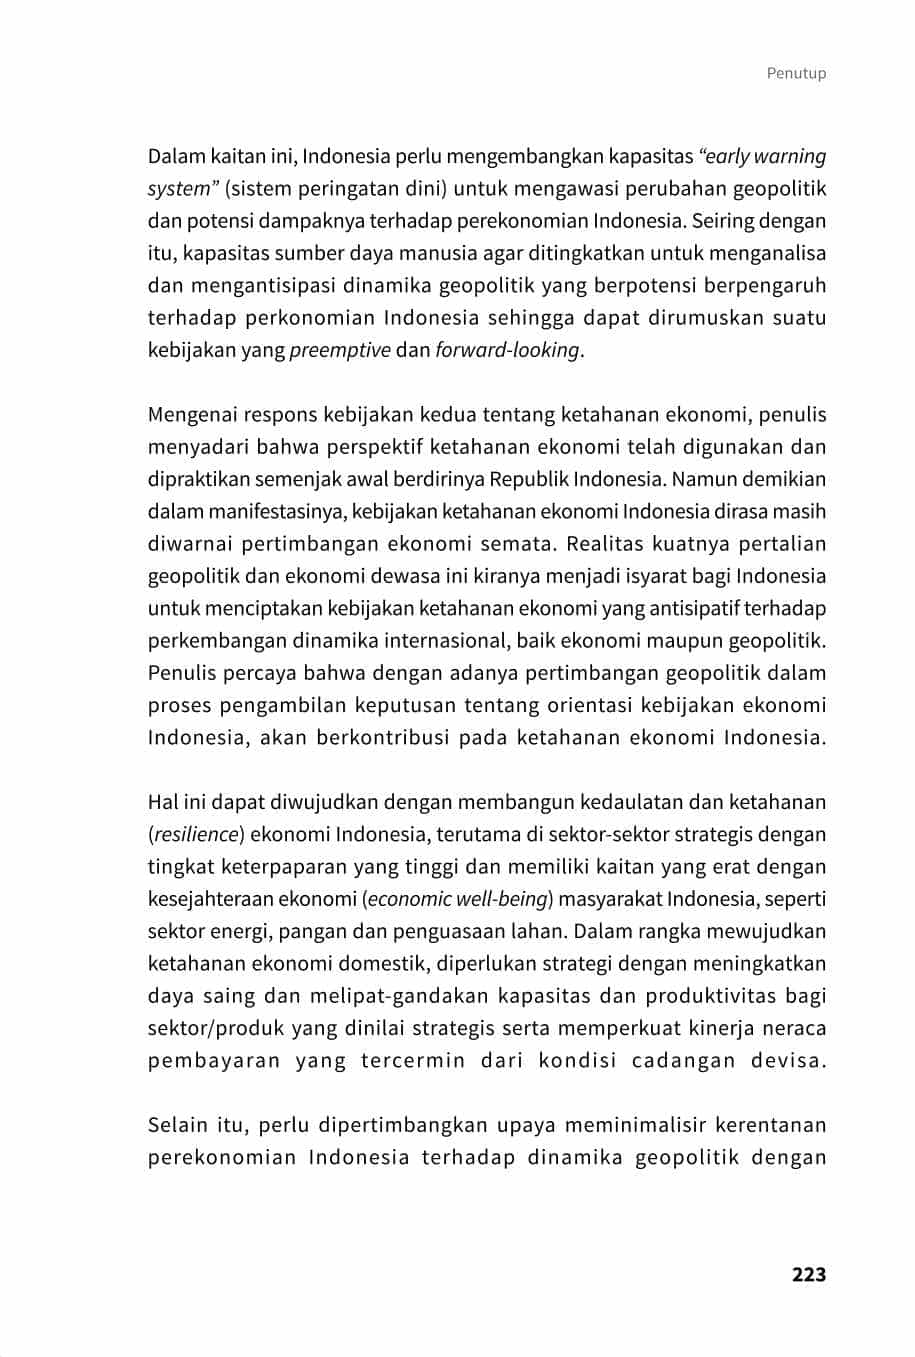 Penutup
Dalam kaitan ini, Indonesia perlu mengembangkan kapasitas “early warning
system” (sistem peringatan dini) untuk mengawasi perubahan geopolitik
dan potensi dampaknya terhadap perekonomian Indonesia. Seiring dengan
itu, kapasitas sumber daya manusia agar ditingkatkan untuk menganalisa
dan mengantisipasi dinamika geopolitik yang berpotensi berpengaruh
terhadap perkonomian Indonesia sehingga dapat dirumuskan suatu
kebijakan yang preemptive dan forward-looking.
Mengenai respons kebijakan kedua tentang ketahanan ekonomi, penulis
menyadari bahwa perspektif ketahanan ekonomi telah digunakan dan
dipraktikan semenjak awal berdirinya Republik Indonesia. Namun demikian
dalam manifestasinya, kebijakan ketahanan ekonomi Indonesia dirasa masih
diwarnai pertimbangan ekonomi semata. Realitas kuatnya pertalian
geopolitik dan ekonomi dewasa ini kiranya menjadi isyarat bagi Indonesia
untuk menciptakan kebijakan ketahanan ekonomi yang antisipatif terhadap
perkembangan dinamika internasional, baik ekonomi maupun geopolitik.
Penulis percaya bahwa dengan adanya pertimbangan geopolitik dalam
proses pengambilan keputusan tentang orientasi kebijakan ekonomi
Indonesia, akan berkontribusi pada ketahanan ekonomi Indonesia.
Hal ini dapat diwujudkan dengan membangun kedaulatan dan ketahanan
(resilience) ekonomi Indonesia, terutama di sektor-sektor strategis dengan
tingkat keterpaparan yang tinggi dan memiliki kaitan yang erat dengan
kesejahteraan ekonomi (economic well-being) masyarakat Indonesia, seperti
sektor energi, pangan dan penguasaan lahan. Dalam rangka mewujudkan
ketahanan ekonomi domestik, diperlukan strategi dengan meningkatkan
daya saing dan melipat-gandakan kapasitas dan produktivitas bagi
sektor/produk yang dinilai strategis serta memperkuat kinerja neraca
pembayaran yang tercermin dari kondisi cadangan devisa.
Selain itu, perlu dipertimbangkan upaya meminimalisir kerentanan
perekonomian Indonesia terhadap dinamika geopolitik dengan
223